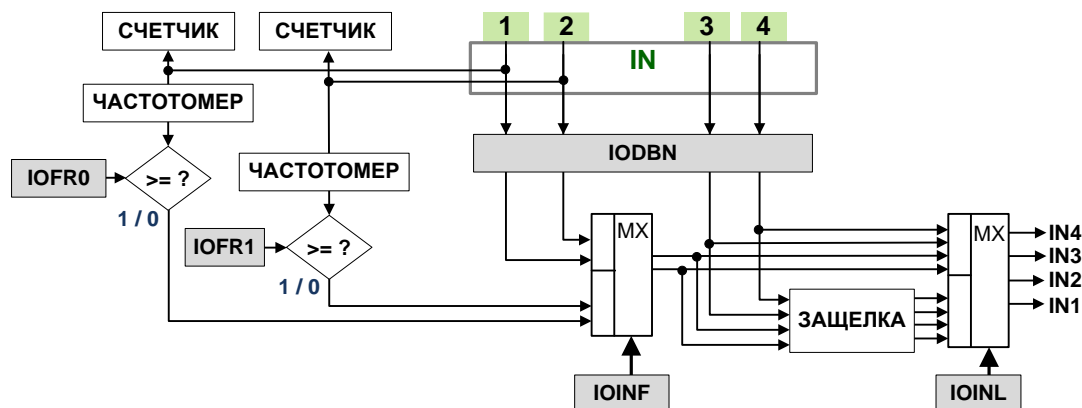 СЧЕТЧИК СЧЕТЧИК 1 2 3 4
IN
ЧАСТОТОМЕР
IODBN
ЧАСТОТОМЕР
IOFR0 >= ?
1 / 0
MX MX IN4
IOFR1 >= ? IN3
IN2
1 / 0
IN1
ЗАЩЕЛКА
IOINF IOINL